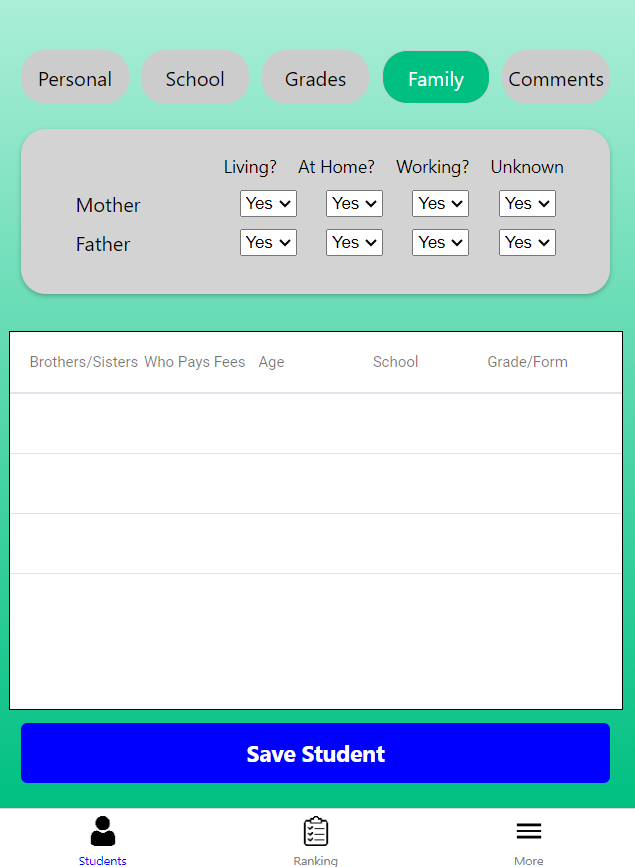 Personal School Grades Family Comments
Living? At Home? Working? Unknown
Mother Yes Yes Yes Yes
Father Yes Yes Yes Yes
Brothers/Sisters Who Pays Fees Age School Grade/Form
Save Student
Students Ranking More